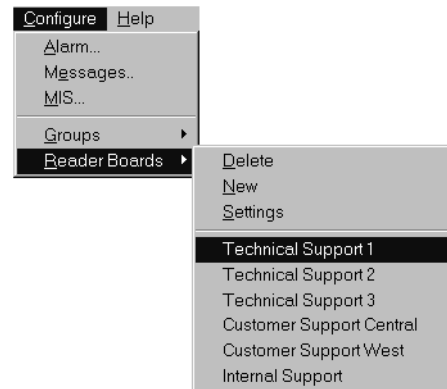 Configure Help
Alarm...
Messages..
MIS...
Groups
Reader Boards
Delete
New
Settings
Technical Support 1
Technical Support 2
Technical Support 3
Customer Support Central
Customer Support West
Internal Support